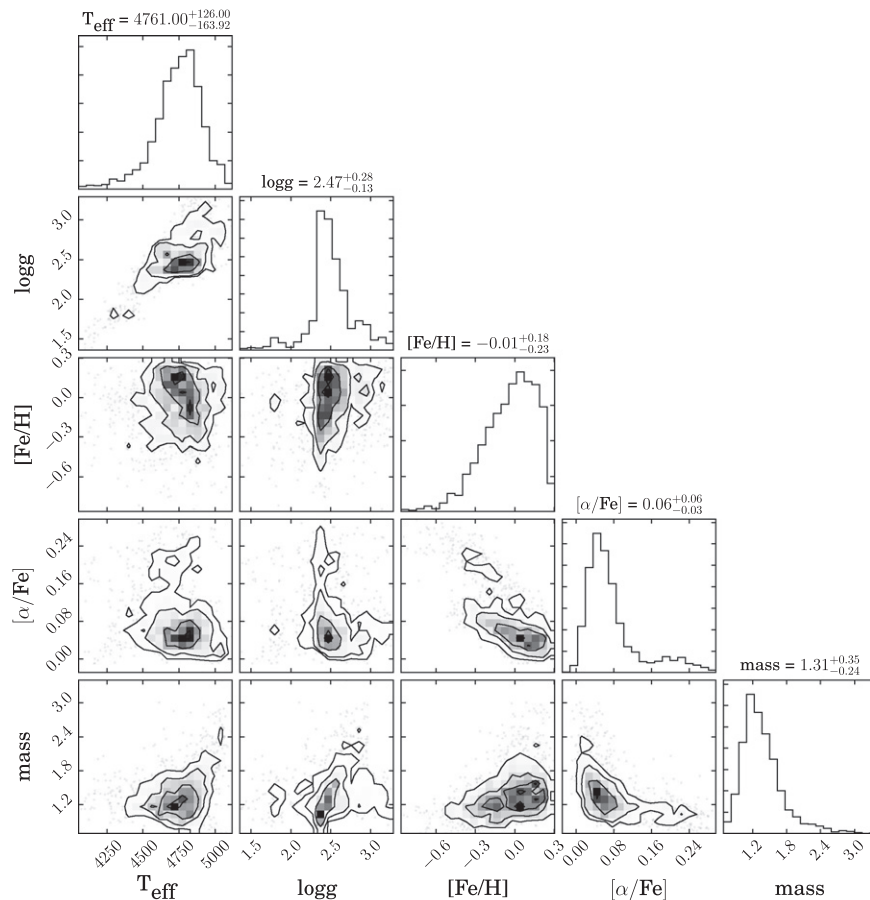 T_eff = 4761.00^{+126.00}_{-163.92}
logg = 2.47^{+0.28}_{-0.13}
logg
3.0
2.5
2.0
1.5
[Fe/H] = −0.01^{+0.18}_{-0.23}
[Fe/H]
0.3
0.0
−0.3
−0.6
[α/Fe] = 0.06^{+0.06}_{-0.03}
[α/Fe]
0.24
0.16
0.08
0.00
mass = 1.31^{+0.35}_{-0.24}
mass
3.0
2.4
1.8
1.2
4250 4500 4750 5000 1.5 2.0 2.5 3.0 −0.6 −0.3 0.0 0.3 0.00 0.08 0.16 0.24 1.2 1.8 2.4 3.0
T_eff logg [Fe/H] [α/Fe] mass